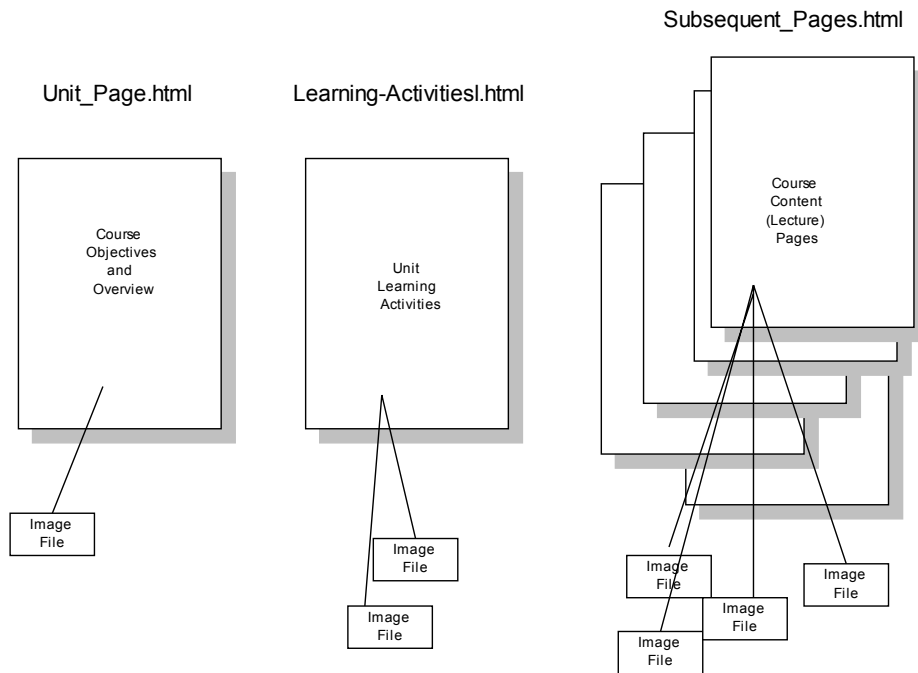 Subsequent_Pages.html
Unit_Page.html
Learning-Activitiesl.html
Course
Objectives
and
Overview
Unit
Learning
Activities
Course
Content
(Lecture)
Pages
Image
File
Image
File
Image
File
Image
File
Image
File
Image
File
Image
File